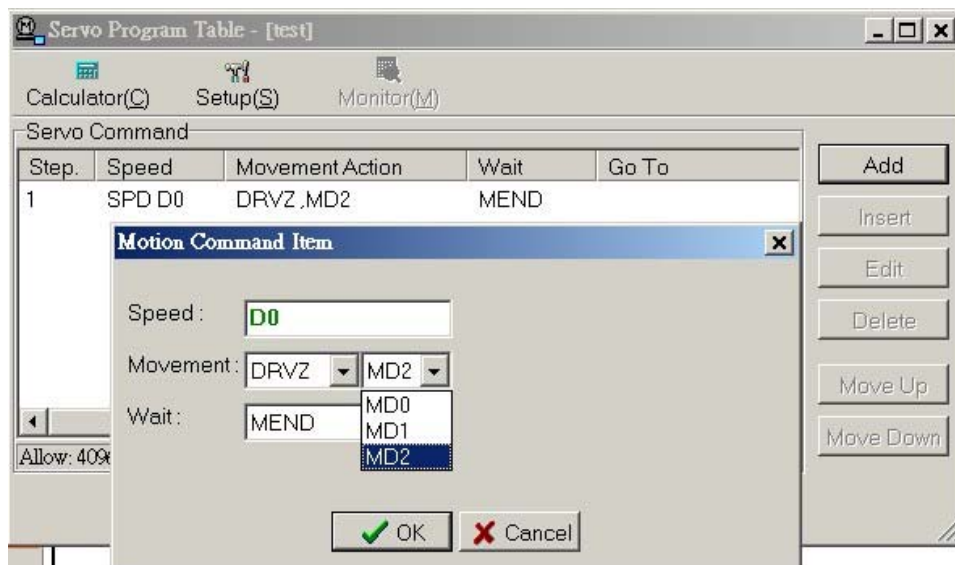 Servo Program Table - [test]
Calculator(C) Setup(S) Monitor(M)
Servo Command
Step. Speed Movement Action Wait Go To
1 SPD D0 DRVZ ,MD2 MEND
Add
Insert
Edit
Delete
Move Up
Move Down
Motion Command Item
Speed : D0
Movement : DRVZ MD2
MD0
MD1
MD2
Wait : MEND
Allow:
OK Cancel